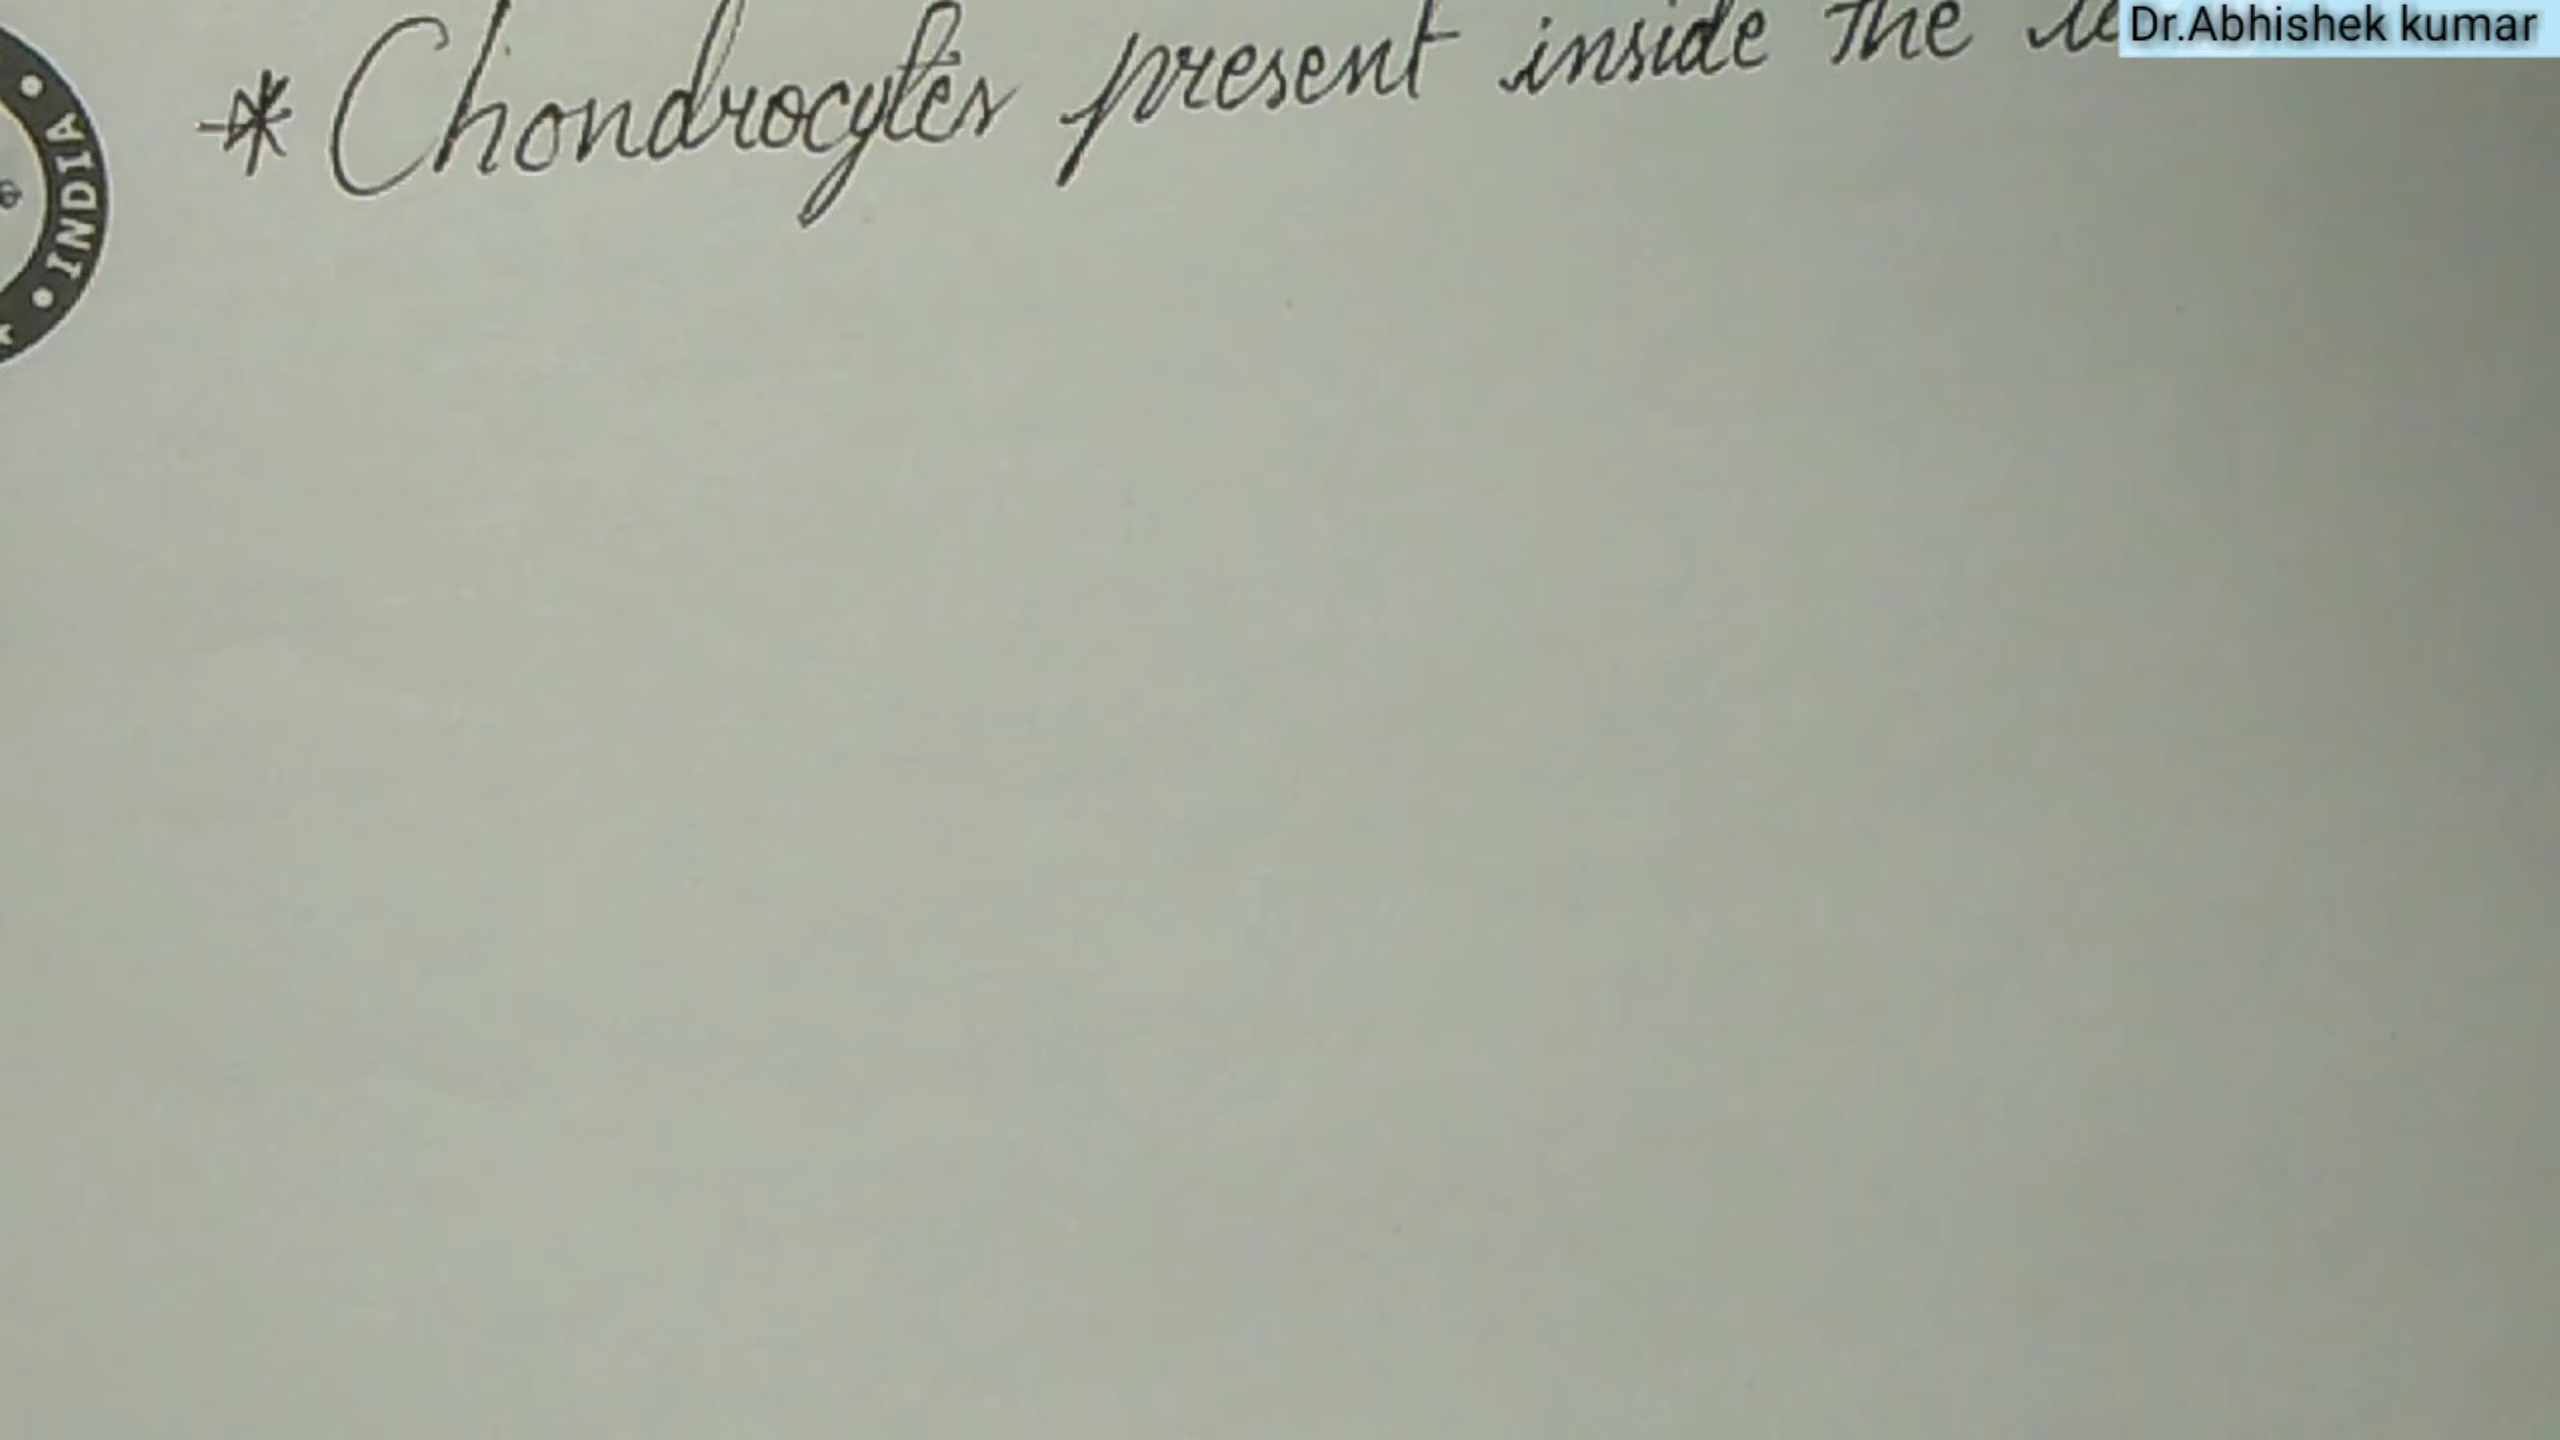 * Chondrocytes present inside the
Dr.Abhishek kumar
INDIA